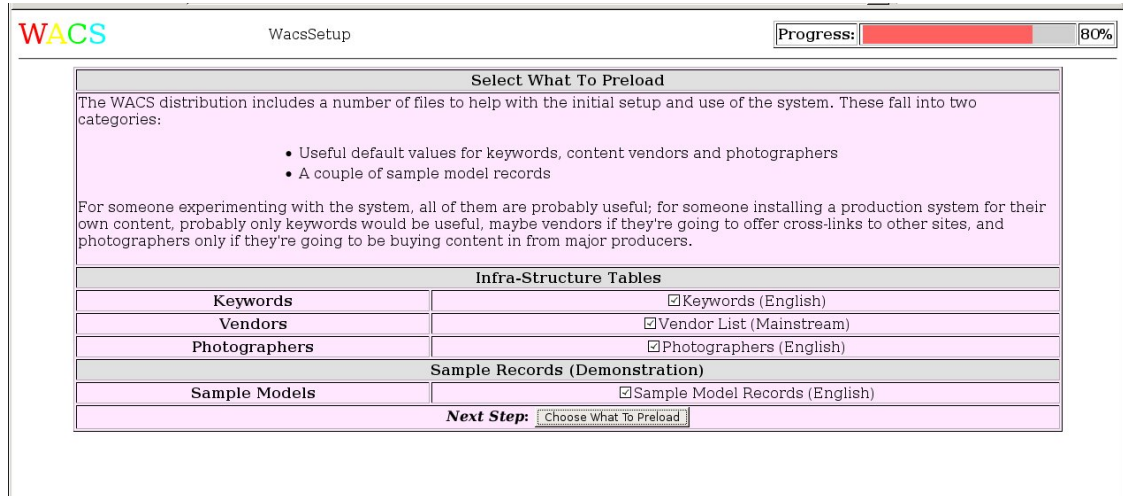 WACS
WacsSetup
Progress:
80%
Select What To Preload
The WACS distribution includes a number of files to help with the initial setup and use of the system. These fall into two
categories:
• Useful default values for keywords, content vendors and photographers
• A couple of sample model records
For someone experimenting with the system, all of them are probably useful; for someone installing a production system for their
own content, probably only keywords would be useful, maybe vendors if they're going to offer cross-links to other sites, and
photographers only if they're going to be buying content in from major producers.
Infra-Structure Tables
Keywords
Keywords (English)
Vendors
Vendor List (Mainstream)
Photographers
Photographers (English)
Sample Records (Demonstration)
Sample Models
Sample Model Records (English)
Next Step: Choose What To Preload